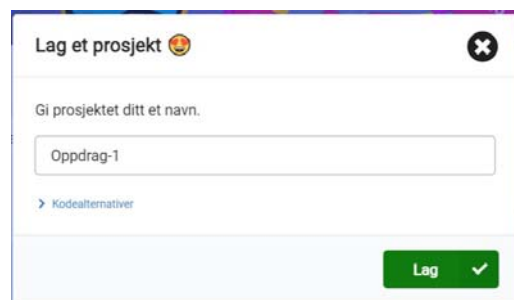 Lag et prosjekt 🤩
Gi prosjektet ditt et navn.
Oppdrag-1
Kodealternativer
Lag